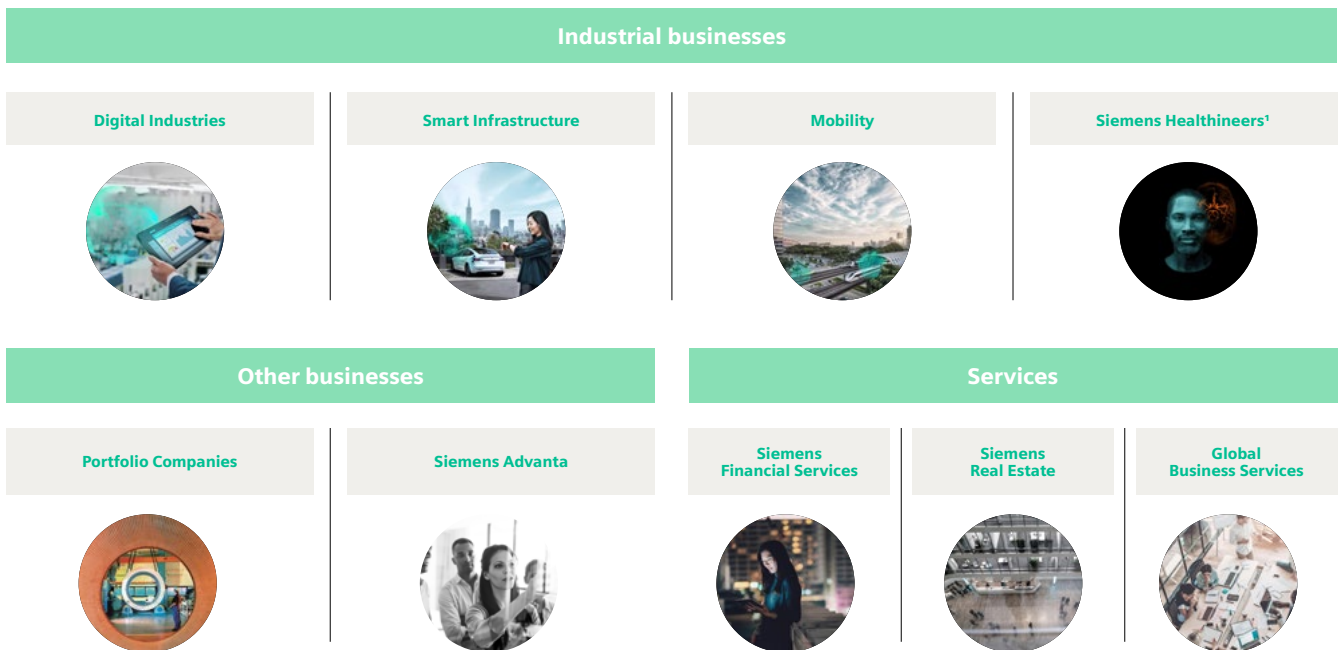 Industrial businesses
Digital Industries
Smart Infrastructure
Mobility
Siemens Healthineers¹
Other businesses
Services
Portfolio Companies
Siemens Advanta
Siemens
Financial Services
Siemens
Real Estate
Global
Business Services